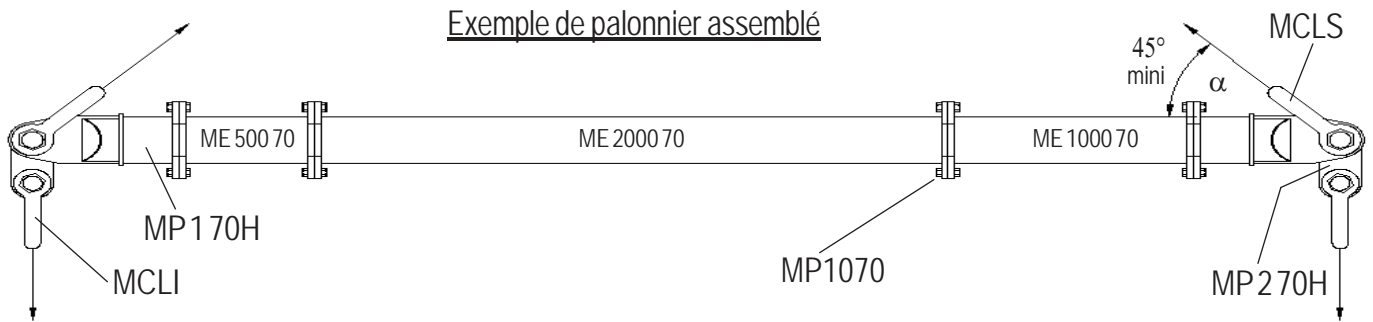 Exemple de palonnier assemblé
MCLS
45°
mini
α
ME 500 70
ME 2000 70
ME 1000 70
MP 1 70H
MCLI
MP1070
MP 2 70H